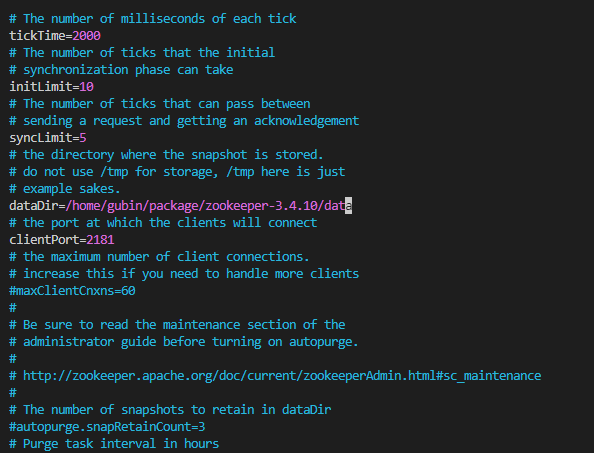 # The number of milliseconds of each tick
tickTime=2000
# The number of ticks that the initial
# synchronization phase can take
initLimit=10
# The number of ticks that can pass between
# sending a request and getting an acknowledgement
syncLimit=5
# the directory where the snapshot is stored.
# do not use /tmp for storage, /tmp here is just
# example sakes.
dataDir=/home/gubin/package/zookeeper-3.4.10/data
# the port at which the clients will connect
clientPort=2181
# the maximum number of client connections.
# increase this if you need to handle more clients
#maxClientCnxns=60
#
# Be sure to read the maintenance section of the
# administrator guide before turning on autopurge.
#
# http://zookeeper.apache.org/doc/current/zookeeperAdmin.html#sc_maintenance
#
# The number of snapshots to retain in dataDir
#autopurge.snapRetainCount=3
# Purge task interval in hours